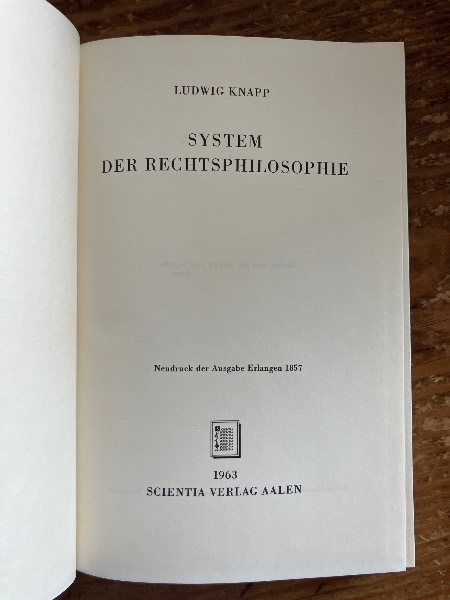 LUDWIG KNAPP
SYSTEM
DER RECHTSPHILOSOPHIE
Neudruck der Ausgabe Erlangen 1857
1963
SCIENTIA VERLAG AALEN